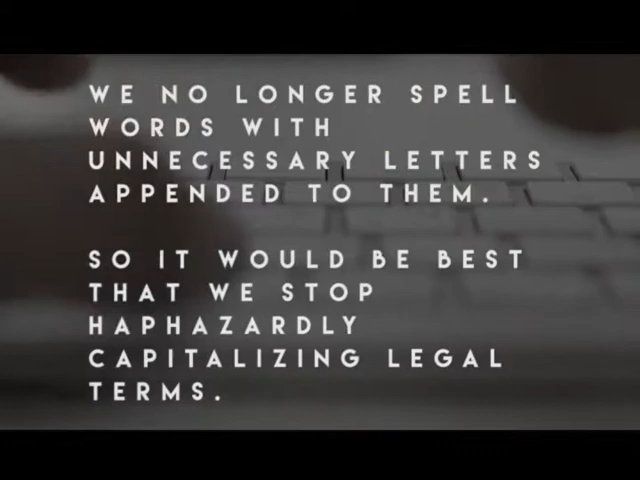 WE NO LONGER SPELL
WORDS WITH
UNNECESSARY LETTERS
APPENDED TO THEM.
SO IT WOULD BE BEST
THAT WE STOP
HAPHAZARDLY
CAPITALIZING LEGAL
TERMS.